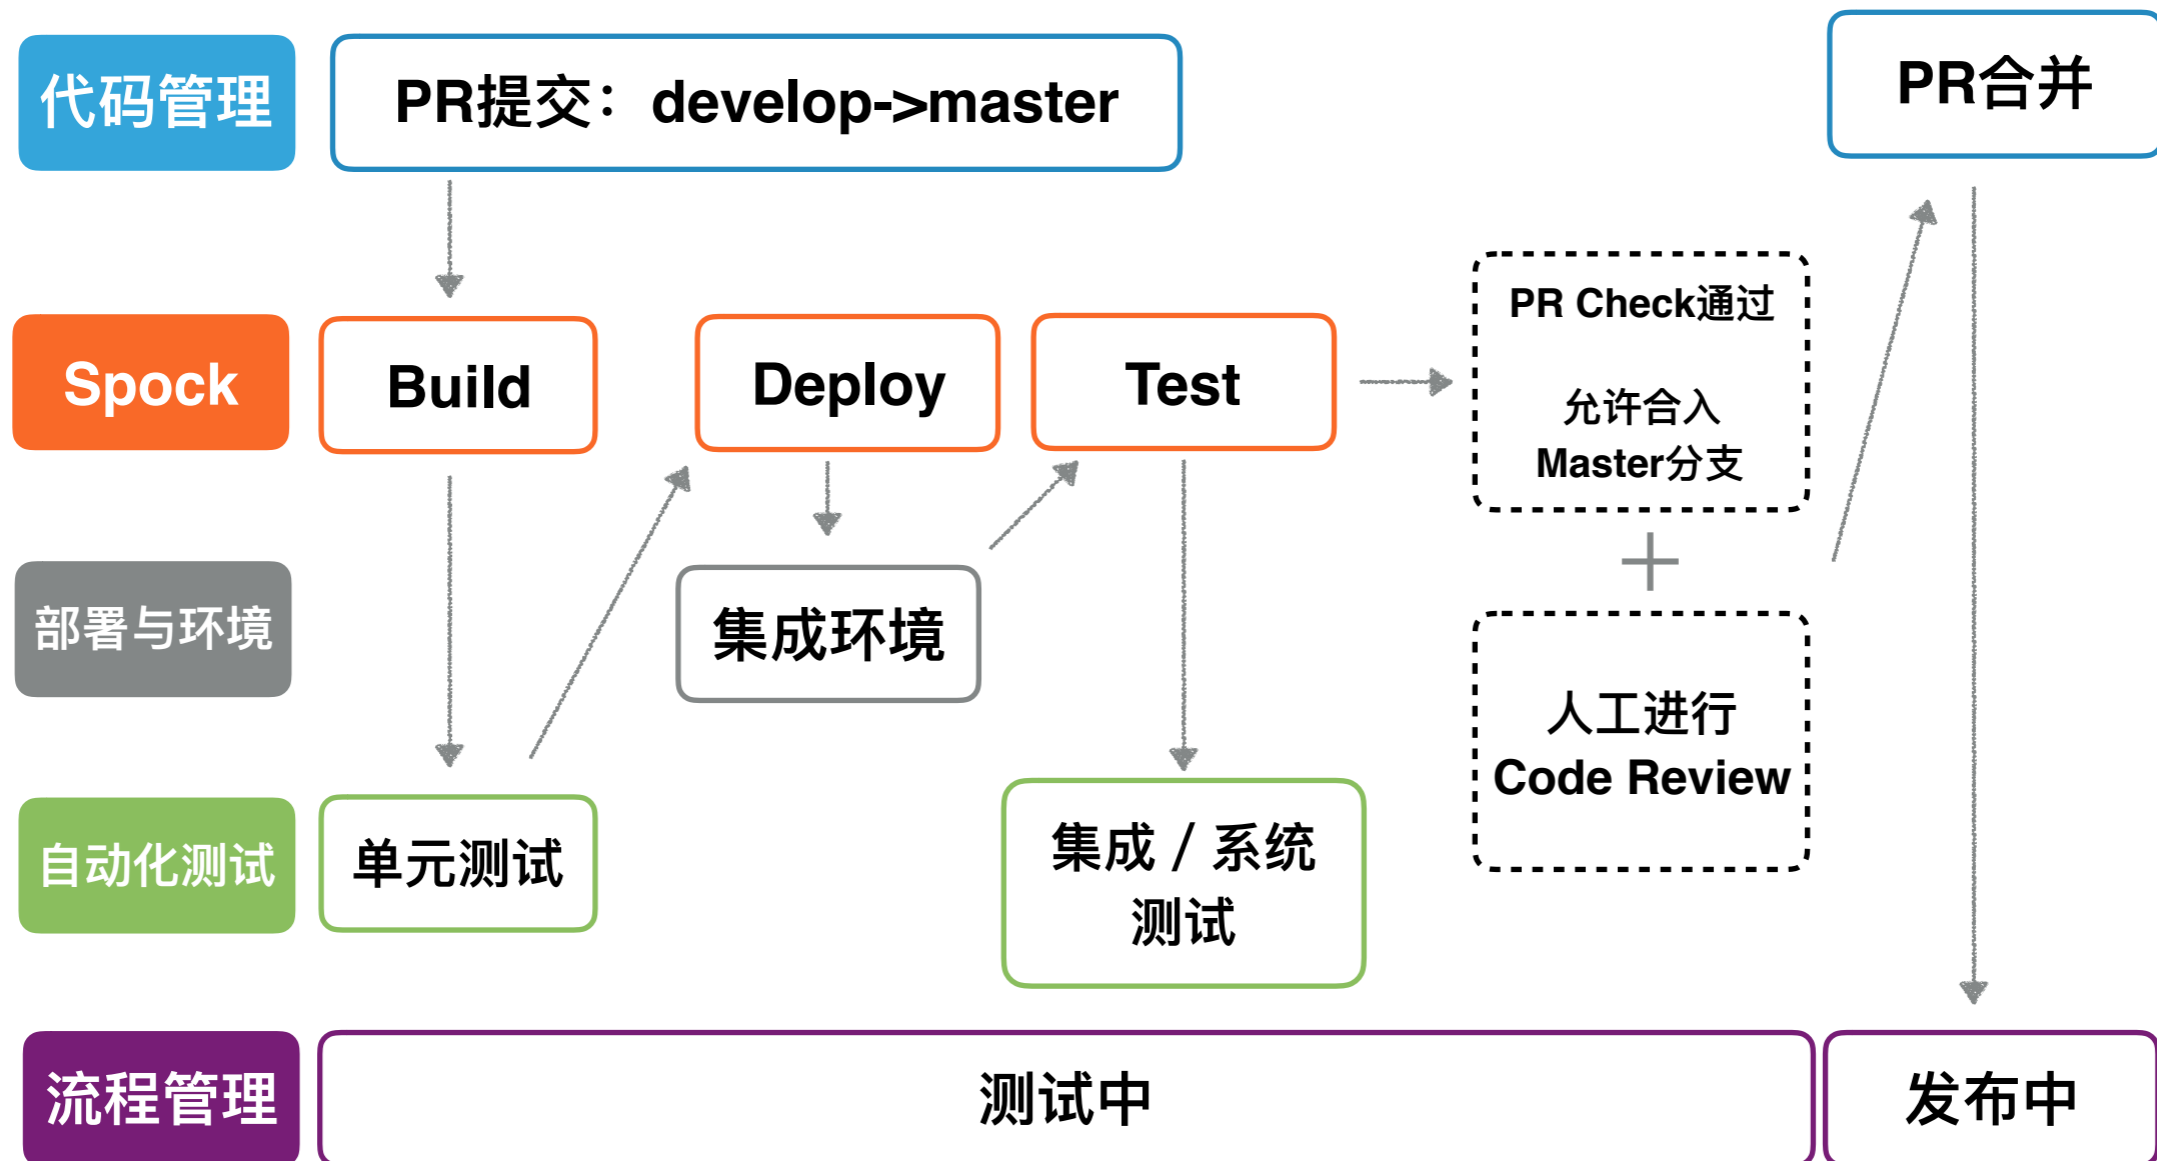 代码管理
PR提交：develop->master
PR合并
Spock
Build
Deploy
Test
PR Check通过
允许合入
Master分支
部署与环境
集成环境
人工进行
Code Review
自动化测试
单元测试
集成 / 系统
测试
流程管理
测试中
发布中